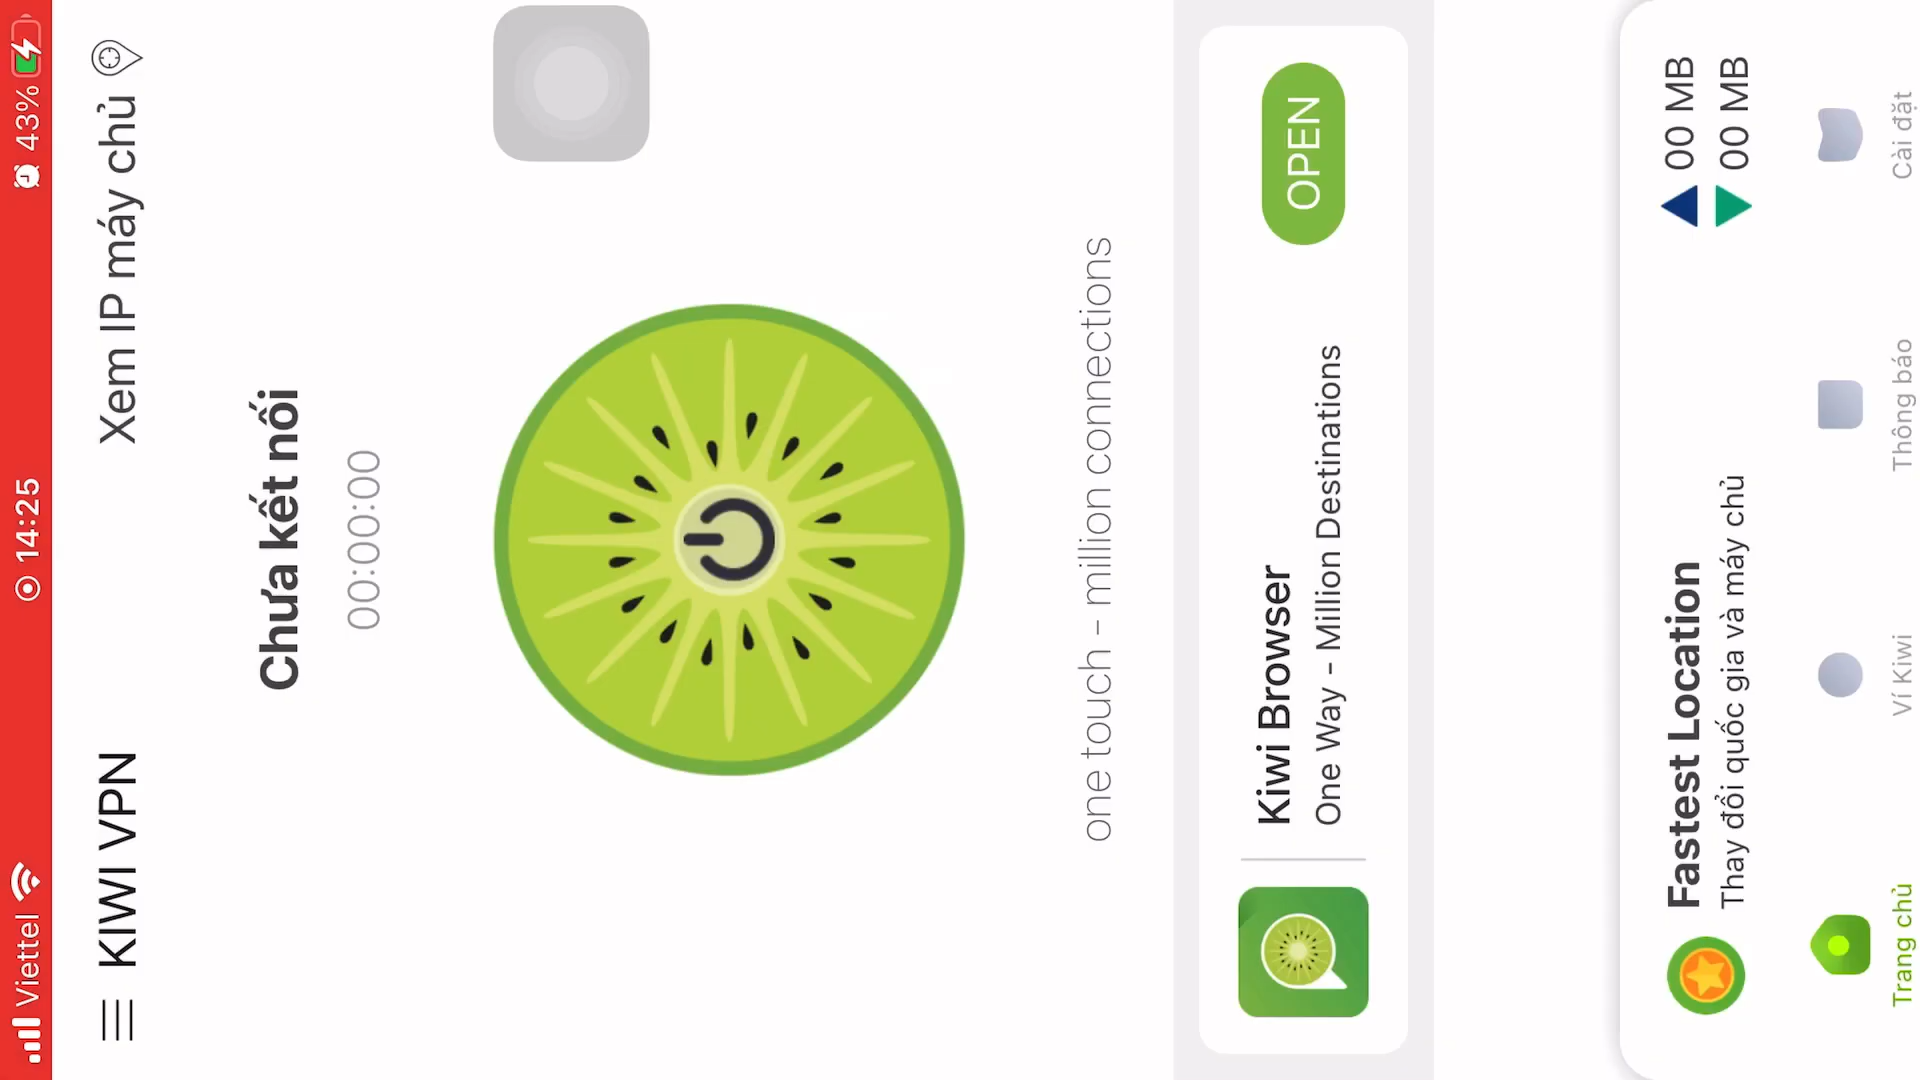 Viettel 14:25 43%
KIWI VPN Xem IP máy chủ
Chưa kết nối
00:00:00
one touch - million connections
Kiwi Browser
One Way - Million Destinations
OPEN
Fastest Location
Thay đổi quốc gia và máy chủ
00 MB
00 MB
Trang chủ Ví Kiwi Thông báo Cài đặt